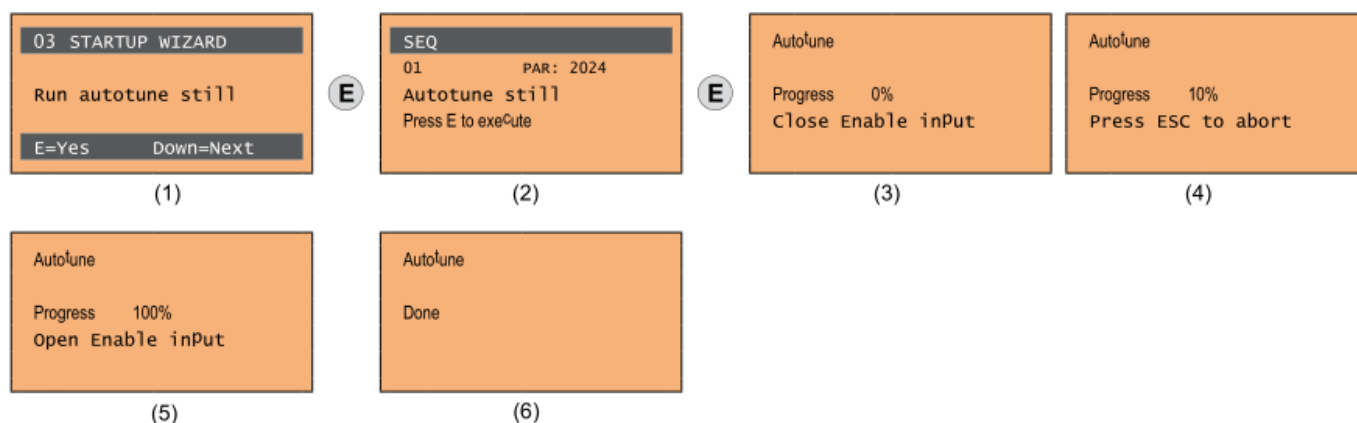 03 STARTUP WIZARD
Run autotune still
E=Yes Down=Next
(1)
E
SEQ
01 PAR: 2024
Autotune still
Press E to execute
(2)
E
Autotune
Progress 0%
Close Enable inPut
(3)
Autotune
Progress 10%
Press ESC to abort
(4)
Autotune
Progress 100%
Open Enable inPut
(5)
Autotune
Done
(6)